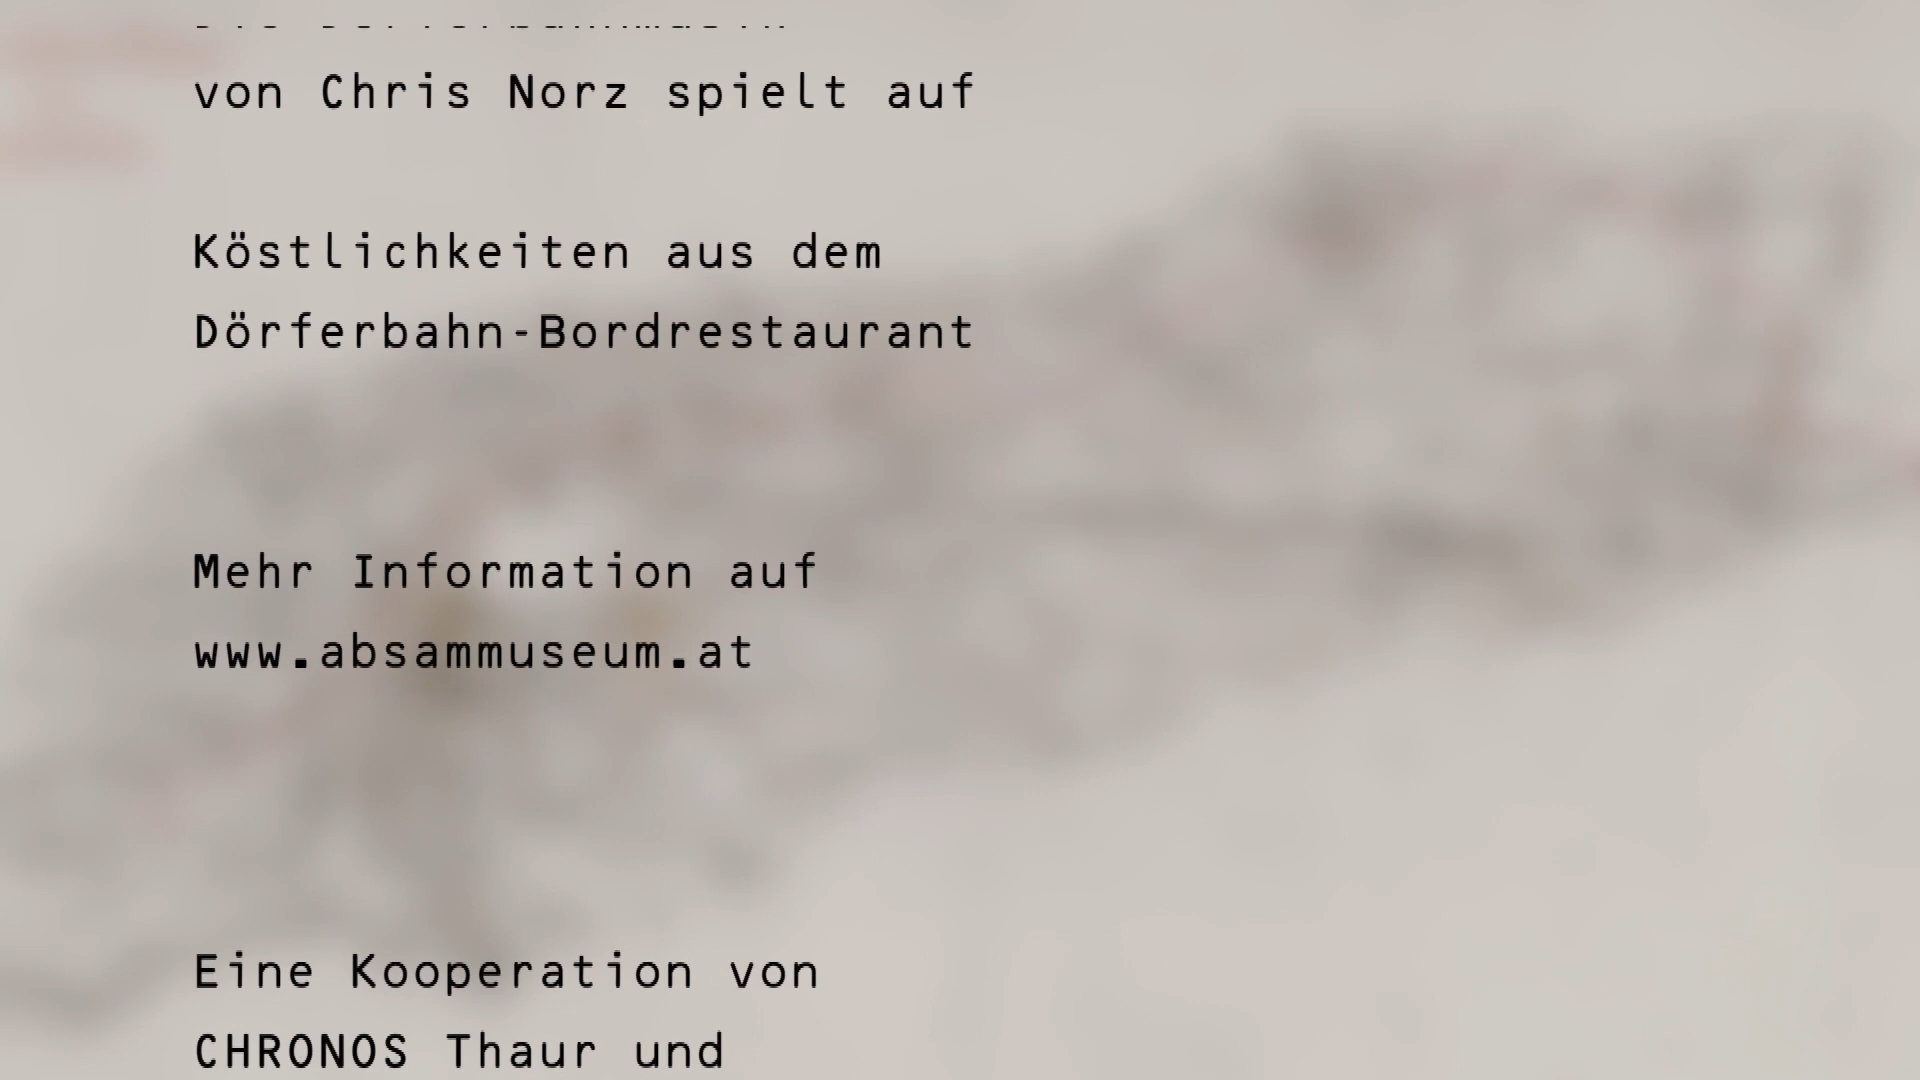 von Chris Norz spielt auf
Köstlichkeiten aus dem
Dörferbahn-Bordrestaurant
Mehr Information auf
www.absammuseum.at
Eine Kooperation von
CHRONOS Thaur und